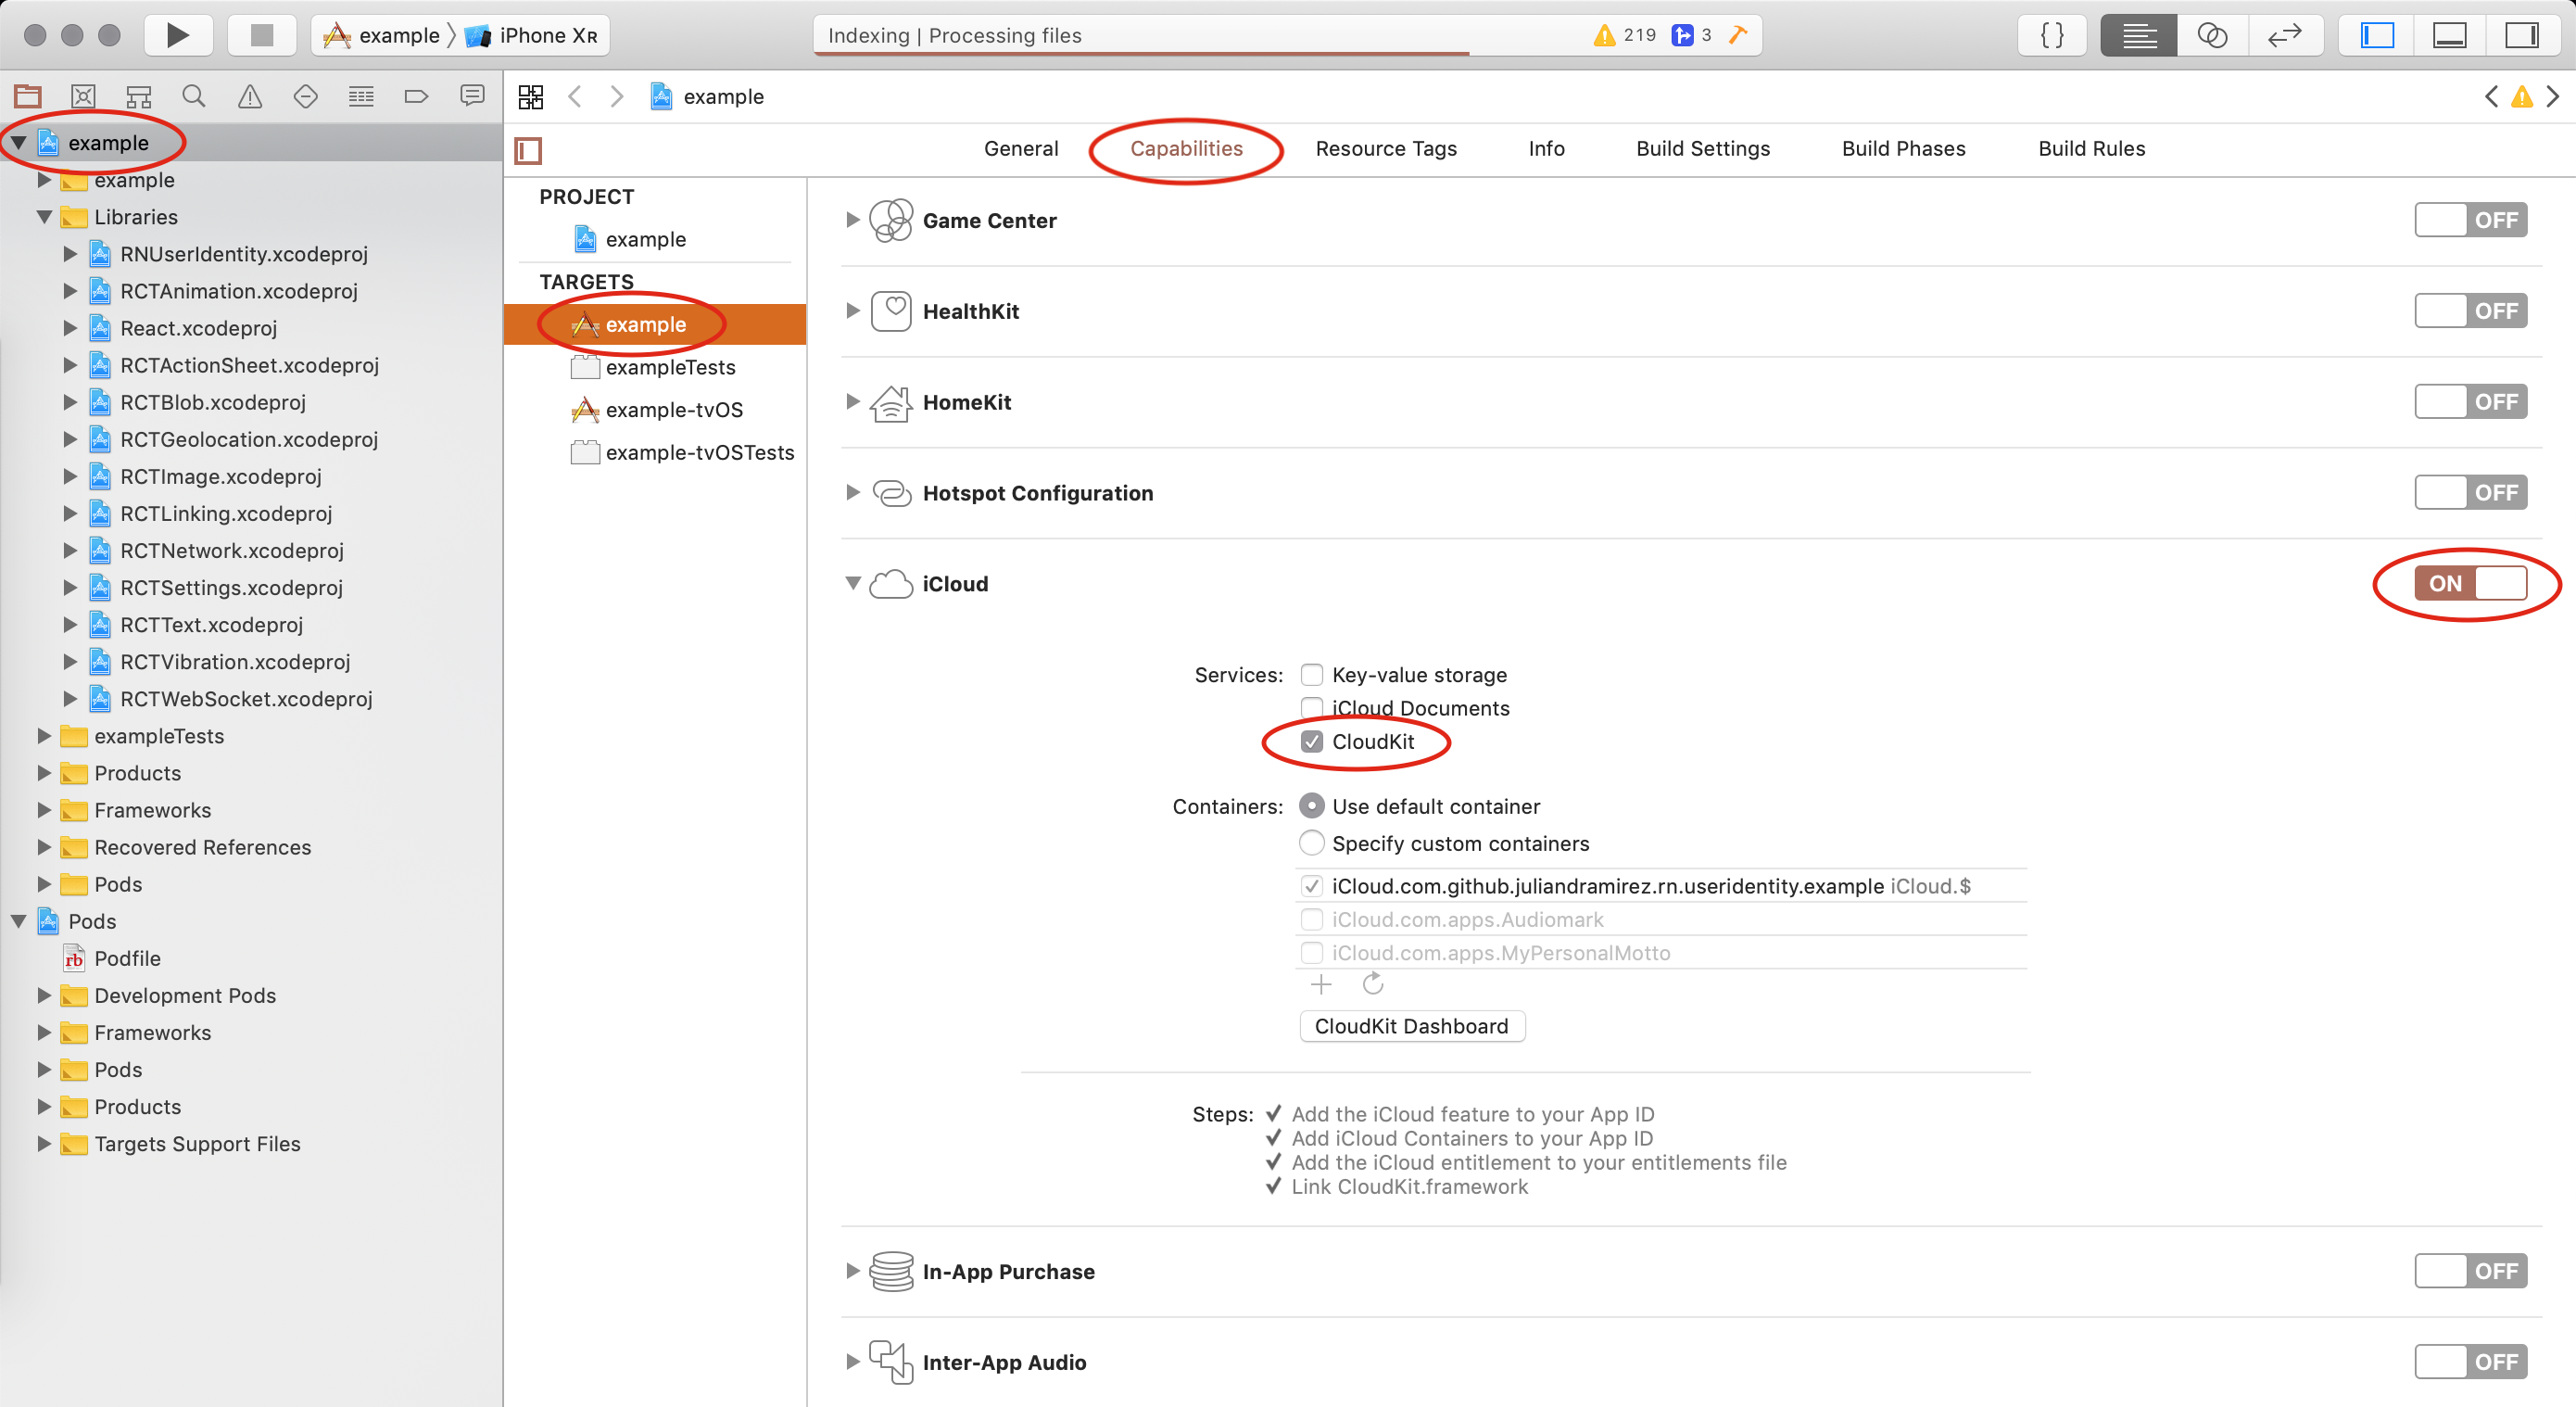 example 〉 iPhone Xʀ
Indexing | Processing files
219
3
{ }
example
example
example
Libraries
RNUserIdentity.xcodeproj
RCTAnimation.xcodeproj
React.xcodeproj
RCTActionSheet.xcodeproj
RCTBlob.xcodeproj
RCTGeolocation.xcodeproj
RCTImage.xcodeproj
RCTLinking.xcodeproj
RCTNetwork.xcodeproj
RCTSettings.xcodeproj
RCTText.xcodeproj
RCTVibration.xcodeproj
RCTWebSocket.xcodeproj
exampleTests
Products
Frameworks
Recovered References
Pods
Pods
rb Podfile
Development Pods
Frameworks
Pods
Products
Targets Support Files
General Capabilities Resource Tags Info Build Settings Build Phases Build Rules
PROJECT
example
TARGETS
example
exampleTests
example-tvOS
example-tvOSTests
Game Center OFF
HealthKit OFF
HomeKit OFF
Hotspot Configuration OFF
iCloud ON
Services: Key-value storage
iCloud Documents
CloudKit
Containers: Use default container
Specify custom containers
iCloud.com.github.juliandramirez.rn.useridentity.example iCloud.$
iCloud.com.apps.Audiomark
iCloud.com.apps.MyPersonalMotto
CloudKit Dashboard
Steps: ✓ Add the iCloud feature to your App ID
✓ Add iCloud Containers to your App ID
✓ Add the iCloud entitlement to your entitlements file
✓ Link CloudKit.framework
In-App Purchase OFF
Inter-App Audio OFF